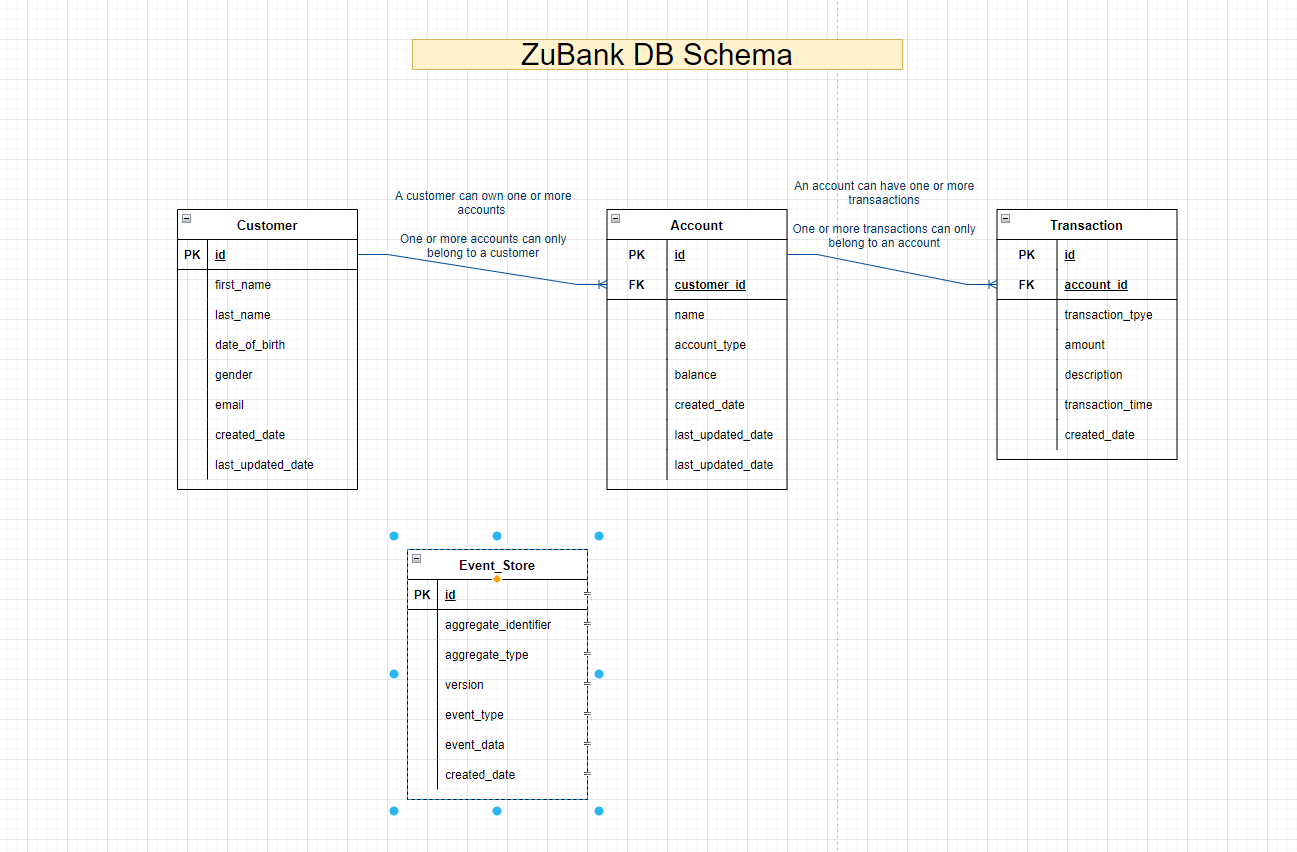 ZuBank DB Schema
A customer can own one or more
accounts
One or more accounts can only
belong to a customer
An account can have one or more
transaactions
One or more transactions can only
belong to an account
Customer
PK id
first_name
last_name
date_of_birth
gender
email
created_date
last_updated_date
Account
PK id
FK customer_id
name
account_type
balance
created_date
last_updated_date
last_updated_date
Transaction
PK id
FK account_id
transaction_tpye
amount
description
transaction_time
created_date
Event_Store
PK id
aggregate_identifier
aggregate_type
version
event_type
event_data
created_date